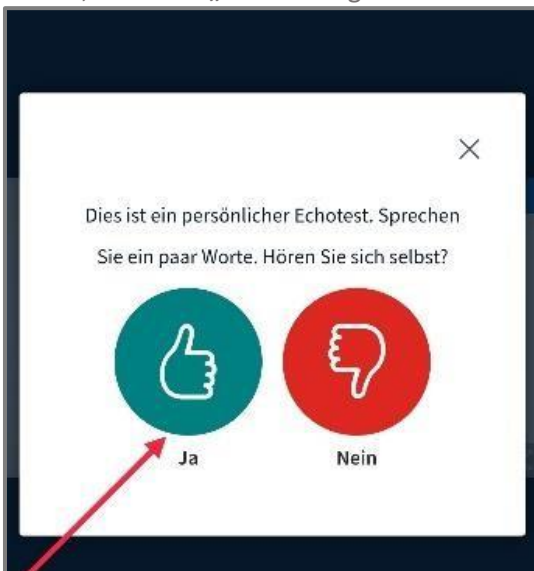 Dies ist ein persönlicher Echotest. Sprechen
Sie ein paar Worte. Hören Sie sich selbst?
Ja
Nein